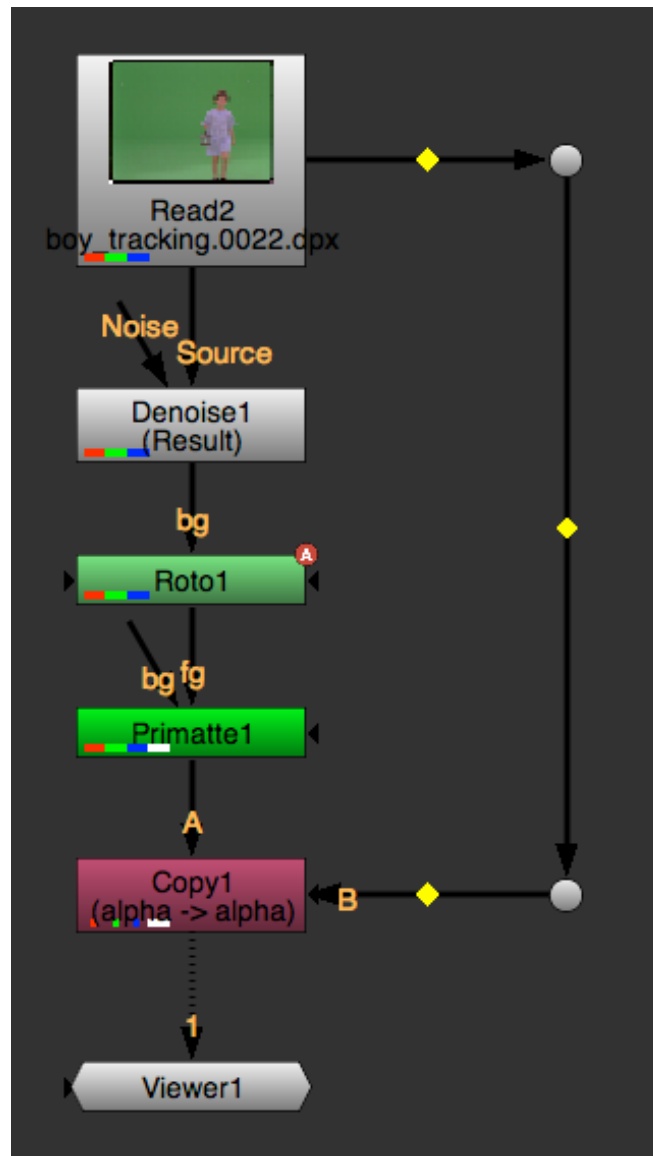 Read2
boy_tracking.0022.dpx
Noise
Source
Denoise1
(Result)
bg
A
Roto1
bg fg
Primatte1
A
Copy1
(alpha -> alpha)
B
1
Viewer1